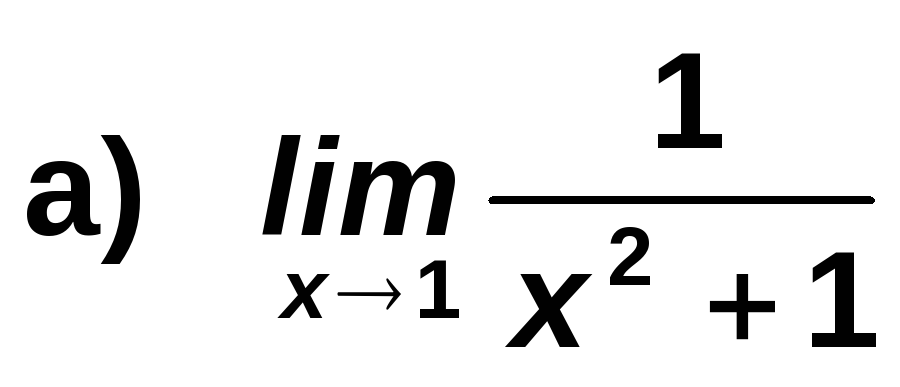 a) lim x→1 1/(x² + 1)